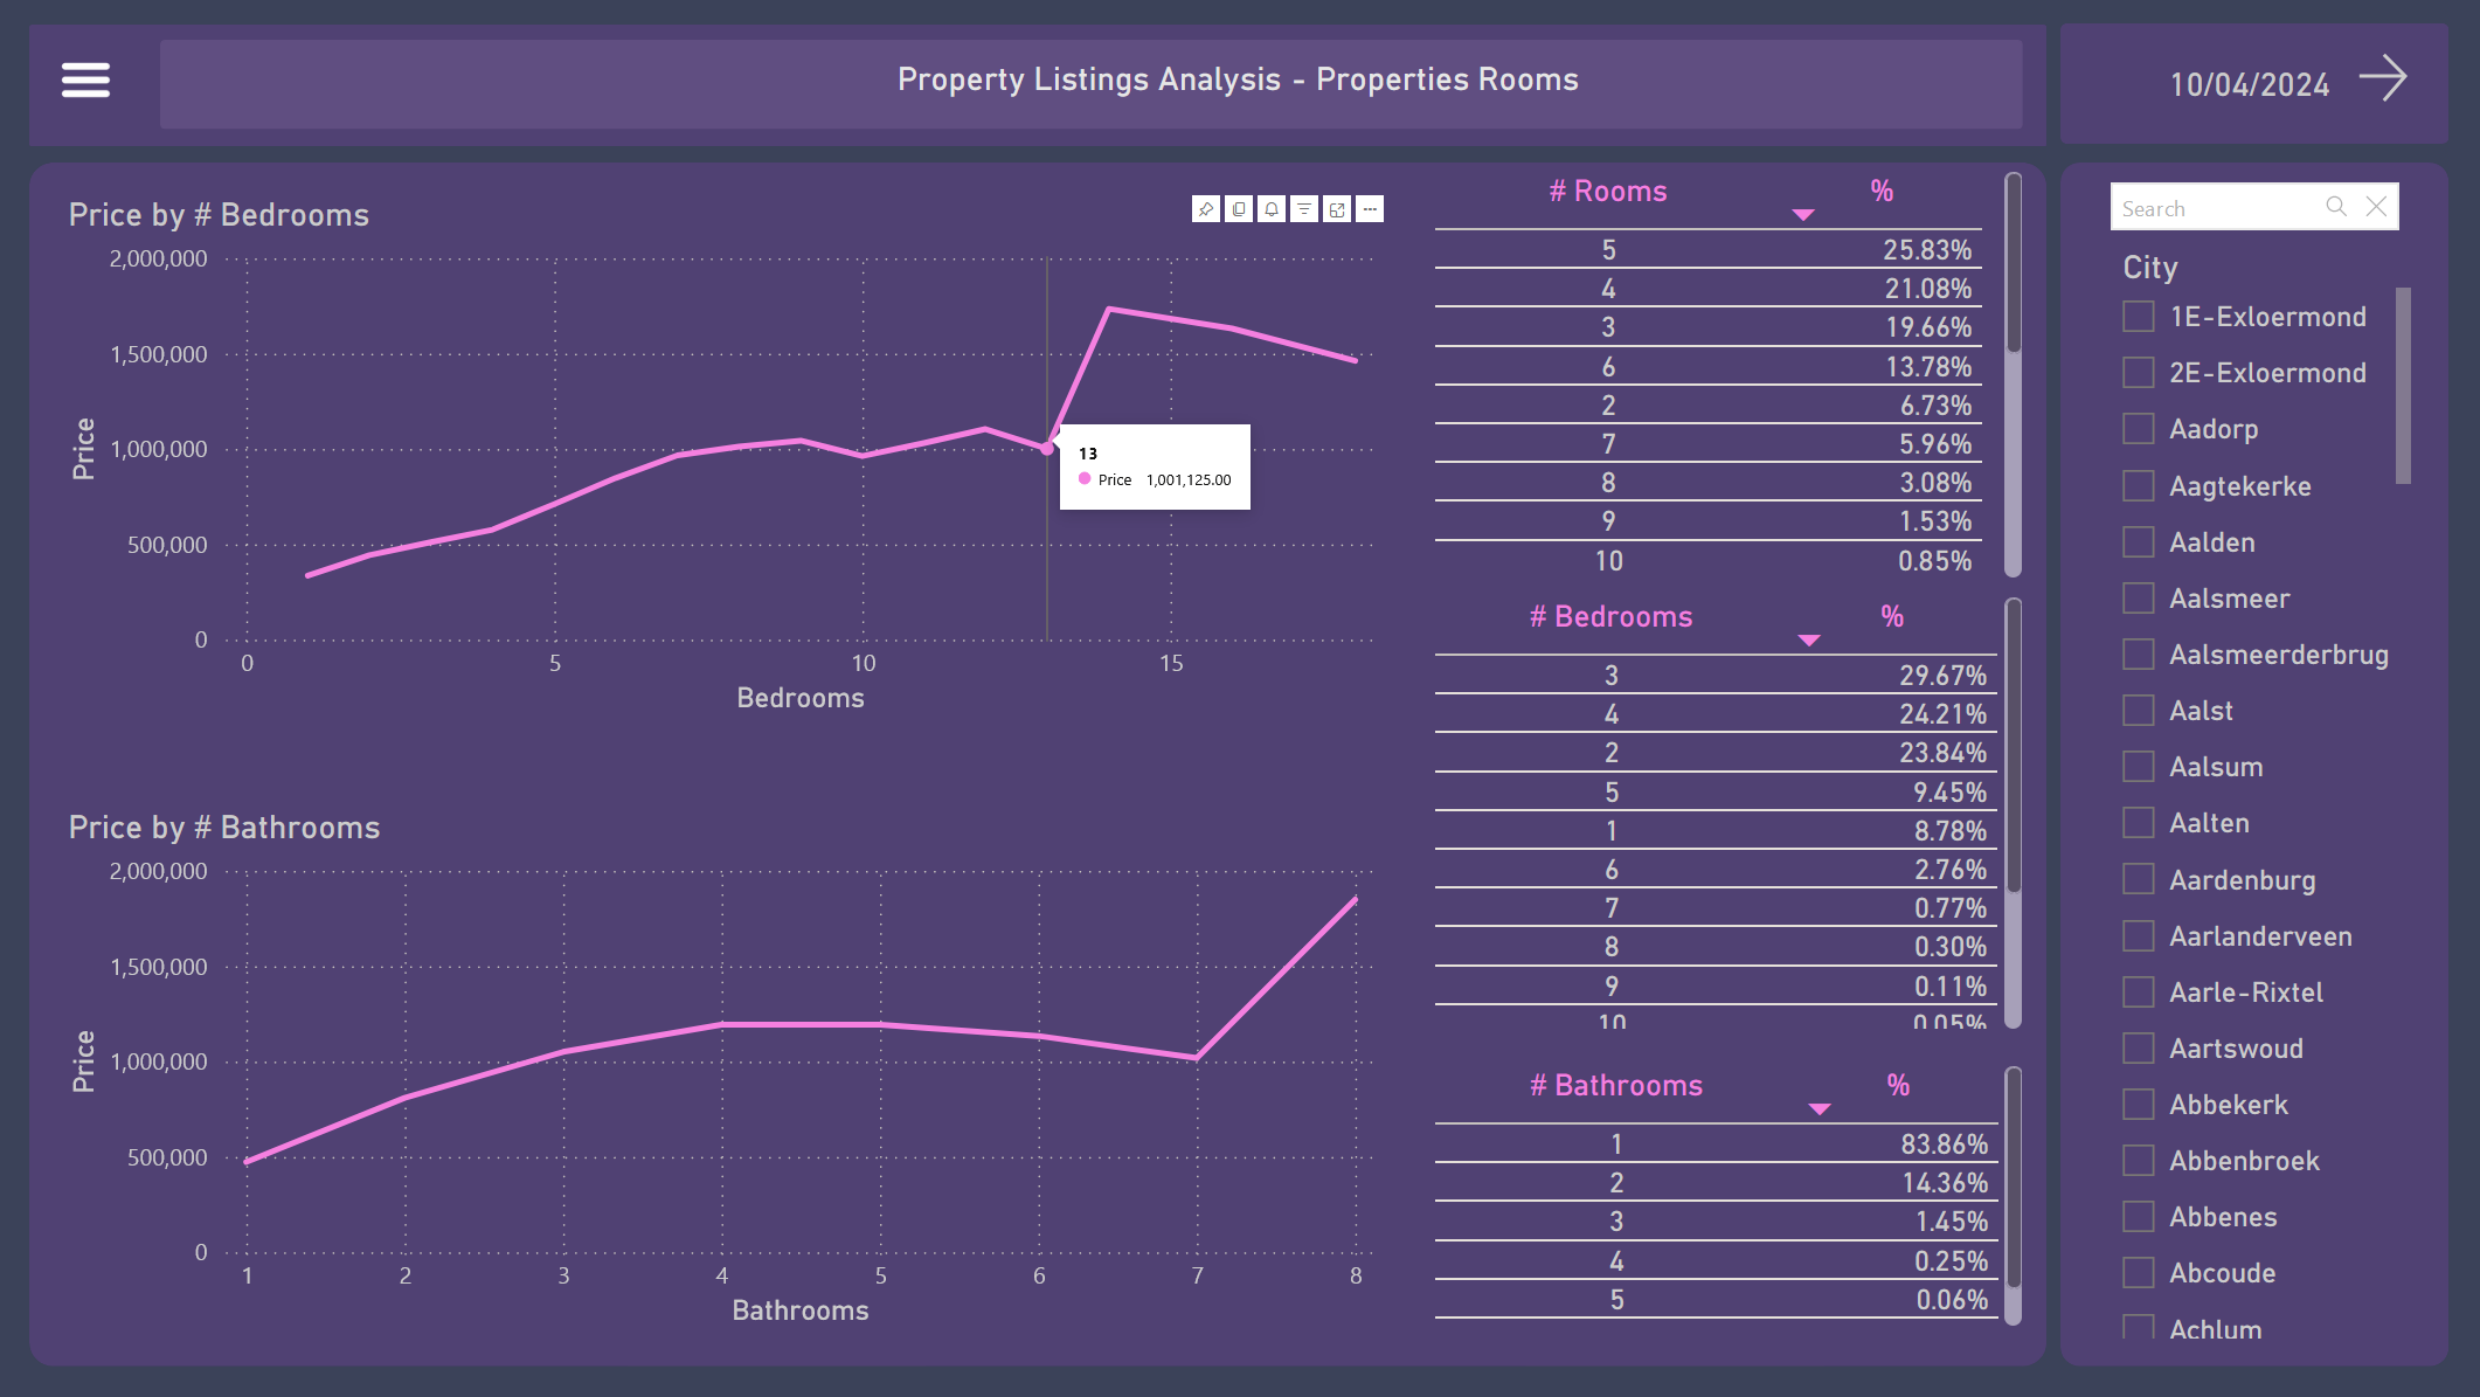 Property Listings Analysis - Properties Rooms
10/04/2024
Price by # Bedrooms
2,000,000
1,500,000
1,000,000
500,000
0
Price
0 5 10 15
Bedrooms
13
Price 1,001,125.00
Price by # Bathrooms
2,000,000
1,500,000
1,000,000
500,000
0
Price
1 2 3 4 5 6 7 8
Bathrooms
# Rooms %
5 25.83%
4 21.08%
3 19.66%
6 13.78%
2 6.73%
7 5.96%
8 3.08%
9 1.53%
10 0.85%
# Bedrooms %
3 29.67%
4 24.21%
2 23.84%
5 9.45%
1 8.78%
6 2.76%
7 0.77%
8 0.30%
9 0.11%
10 0.05%
# Bathrooms %
1 83.86%
2 14.36%
3 1.45%
4 0.25%
5 0.06%
Search
City
1E-Exloermond
2E-Exloermond
Aadorp
Aagtekerke
Aalden
Aalsmeer
Aalsmeerderbrug
Aalst
Aalsum
Aalten
Aardenburg
Aarlanderveen
Aarle-Rixtel
Aartswoud
Abbekerk
Abbenbroek
Abbenes
Abcoude
Achlum